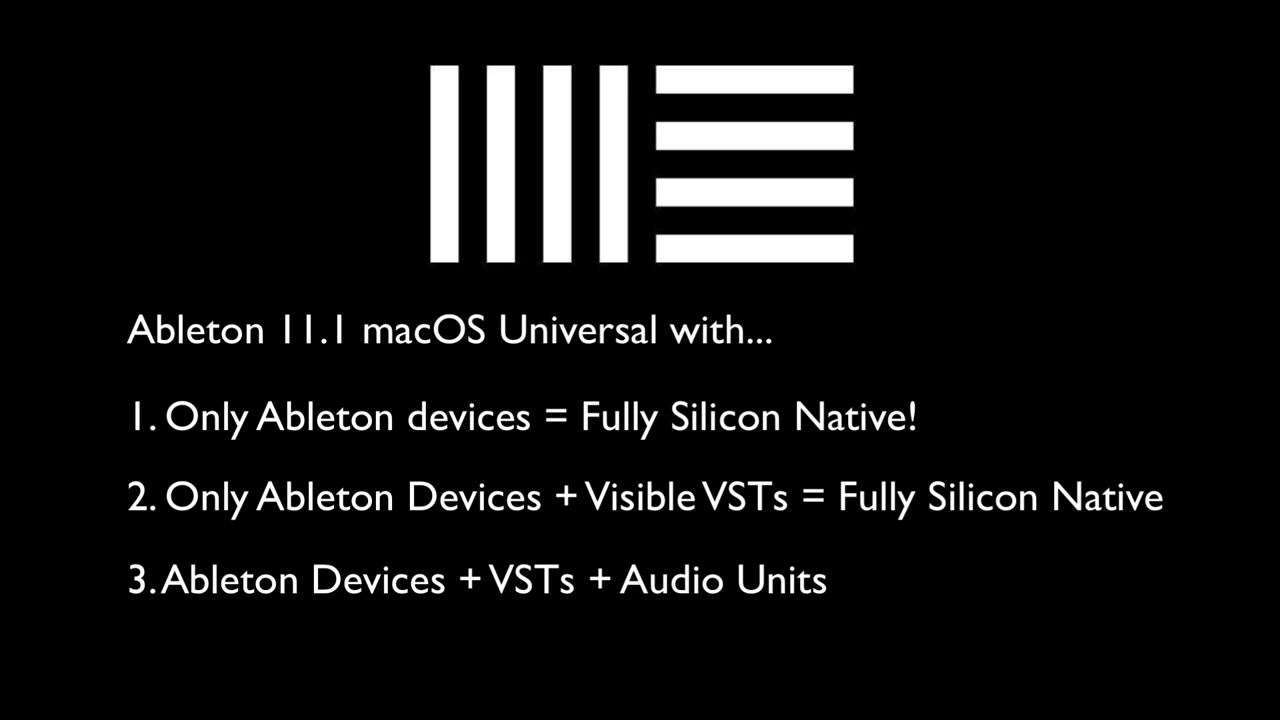 Ableton 11.1 macOS Universal with...
1. Only Ableton devices = Fully Silicon Native!
2. Only Ableton Devices + Visible VSTs = Fully Silicon Native
3. Ableton Devices + VSTs + Audio Units